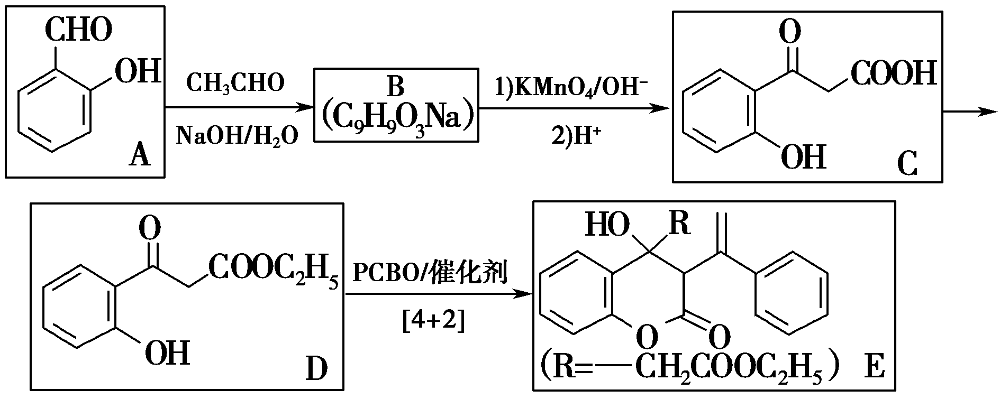 CHO
OH
A
CH₃CHO
NaOH/H₂O
B
(C₉H₉O₃Na)
1)KMnO₄/OH⁻
2)H⁺
O
COOH
OH
C
O
COOC₂H₅
OH
D
PCBO/催化剂
[4+2]
HO R
O O
(R=—CH₂COOC₂H₅) E